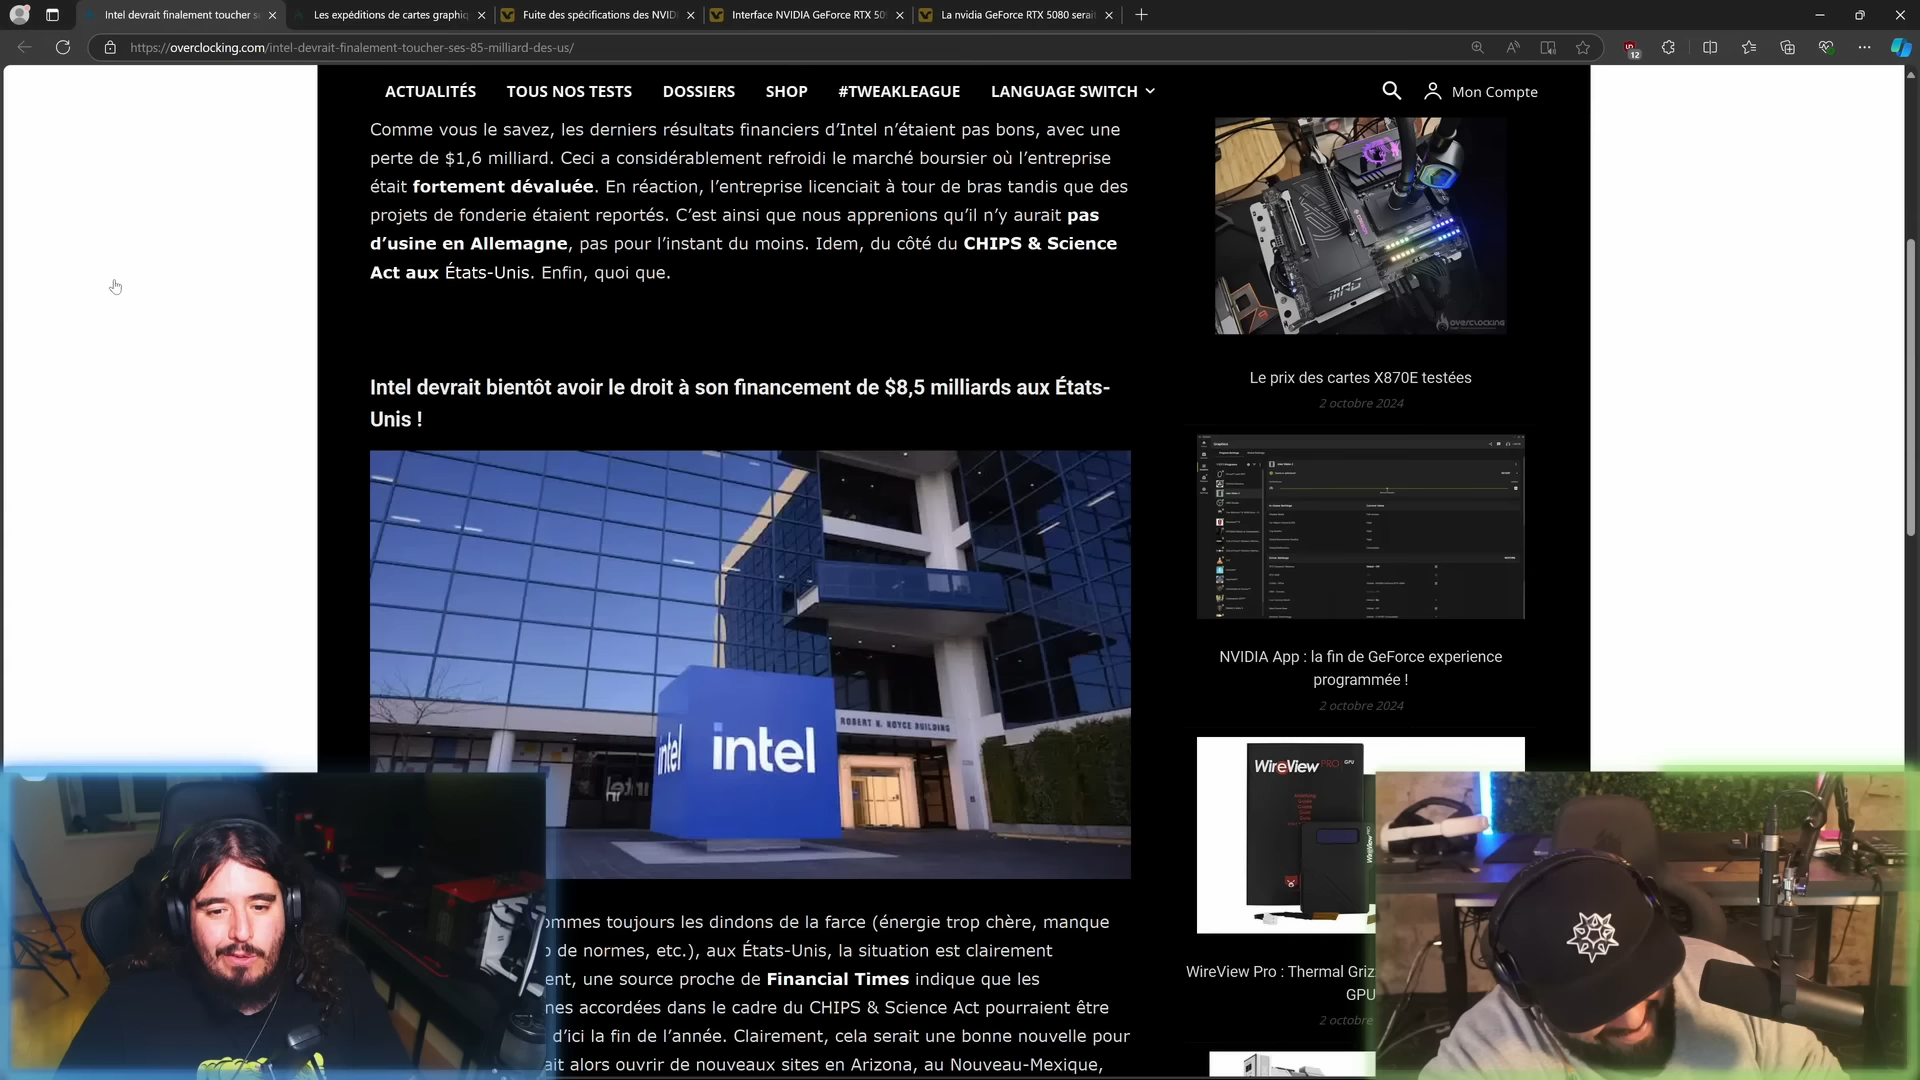 Intel devrait finalement toucher s
Les expéditions de cartes graphiq
Fuite des spécifications des NVID
Interface NVIDIA GeForce RTX 50
La nvidia GeForce RTX 5080 serai
https://overclocking.com/intel-devrait-finalement-toucher-ses-85-milliard-des-us/
12
ACTUALITÉS TOUS NOS TESTS DOSSIERS SHOP #TWEAKLEAGUE LANGUAGE SWITCH Mon Compte
Comme vous le savez, les derniers résultats financiers d’Intel n’étaient pas bons, avec une
perte de $1,6 milliard. Ceci a considérablement refroidi le marché boursier où l’entreprise
était fortement dévaluée. En réaction, l’entreprise licenciait à tour de bras tandis que des
projets de fonderie étaient reportés. C’est ainsi que nous apprenions qu’il n’y aurait pas
d’usine en Allemagne, pas pour l’instant du moins. Idem, du côté du CHIPS & Science
Act aux États-Unis. Enfin, quoi que.
Intel devrait bientôt avoir le droit à son financement de $8,5 milliards aux États-
Unis !
ROBERT N. NOYCE BUILDING
intel
intel
ommes toujours les dindons de la farce (énergie trop chère, manque
de normes, etc.), aux États-Unis, la situation est clairement
ent, une source proche de Financial Times indique que les
nes accordées dans le cadre du CHIPS & Science Act pourraient être
d’ici la fin de l’année. Clairement, cela serait une bonne nouvelle pour
ait alors ouvrir de nouveaux sites en Arizona, au Nouveau-Mexique,
OVERCLOCKING
Le prix des cartes X870E testées
2 octobre 2024
NVIDIA App : la fin de GeForce experience
programmée !
2 octobre 2024
WireView PRO GPU
WireView Pro : Thermal Griz
GPU
2 octobre